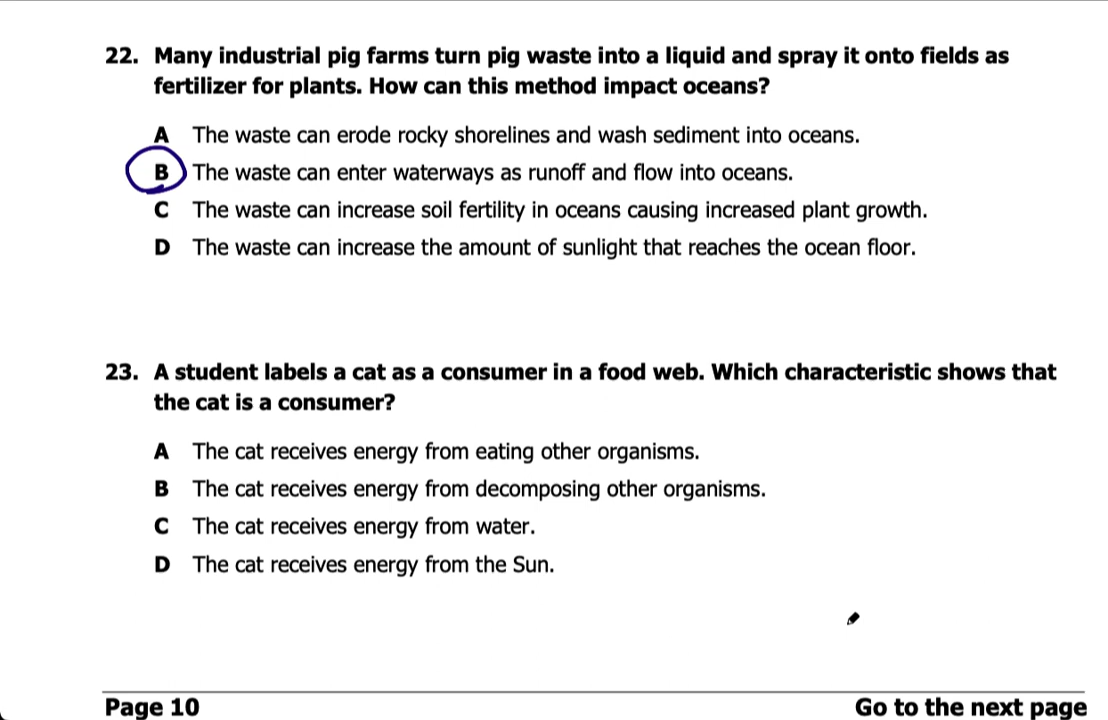 22. Many industrial pig farms turn pig waste into a liquid and spray it onto fields as
fertilizer for plants. How can this method impact oceans?
A The waste can erode rocky shorelines and wash sediment into oceans.
B The waste can enter waterways as runoff and flow into oceans.
C The waste can increase soil fertility in oceans causing increased plant growth.
D The waste can increase the amount of sunlight that reaches the ocean floor.
23. A student labels a cat as a consumer in a food web. Which characteristic shows that
the cat is a consumer?
A The cat receives energy from eating other organisms.
B The cat receives energy from decomposing other organisms.
C The cat receives energy from water.
D The cat receives energy from the Sun.
Page 10 Go to the next page